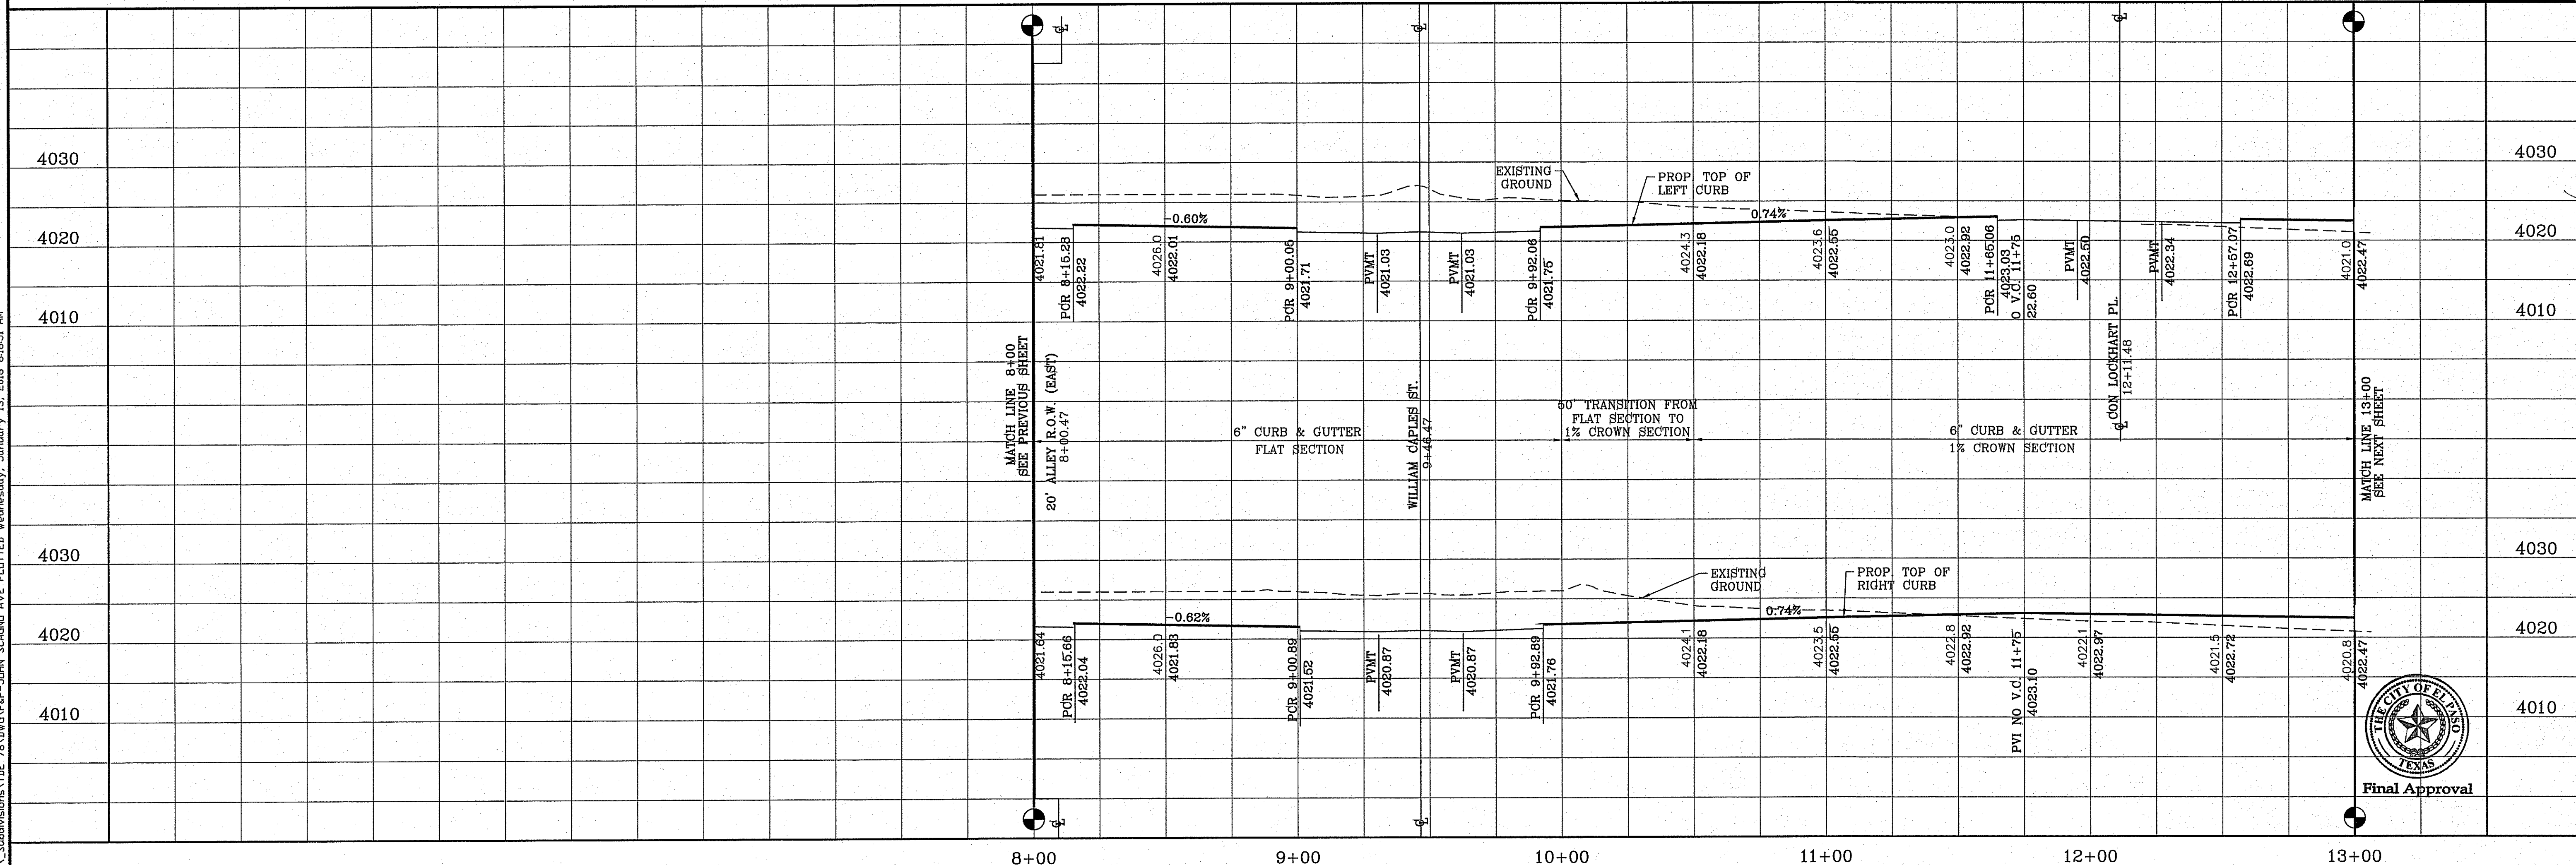 4030
4020
4010
4030
4020
4010
4030
4020
4010
4030
4020
4010
EXISTING
GROUND
PROP. TOP OF
LEFT CURB
-0.60%
0.74%
4021.81
PCR 8+15.28
4022.22
4026.0
4022.01
PCR 9+00.05
4021.71
PVMT
4021.03
PVMT
4021.03
PCR 9+92.06
4021.75
4024.3
4022.18
4023.6
4022.55
4023.0
4022.92
PCR 11+65.06
4023.03
O V.C. 11+75
22.60
PVMT
4022.50
PVMT
4022.34
PCR 12+57.07
4022.69
4021.0
4022.47
MATCH LINE 8+00
SEE PREVIOUS SHEET
20' ALLEY R.O.W. (EAST)
8+00.47
6" CURB & GUTTER
FLAT SECTION
WILLIAM CAPLES ST.
9+46.47
50' TRANSITION FROM
FLAT SECTION TO
1% CROWN SECTION
6" CURB & GUTTER
1% CROWN SECTION
CON LOCKHART PL.
12+11.48
MATCH LINE 13+00
SEE NEXT SHEET
EXISTING
GROUND
PROP. TOP OF
RIGHT CURB
-0.62%
0.74%
4021.64
PCR 8+15.66
4022.04
4026.0
4021.83
PCR 9+00.89
4021.52
PVMT
4020.87
PVMT
4020.87
PCR 9+92.89
4021.76
4024.1
4022.18
4023.5
4022.55
4022.8
4022.92
PVI NO V.C. 11+75
4023.10
4022.1
4022.97
4021.5
4022.72
4020.8
4022.47
THE CITY OF EL PASO
TEXAS
Final Approval
8+00
9+00
10+00
11+00
12+00
13+00